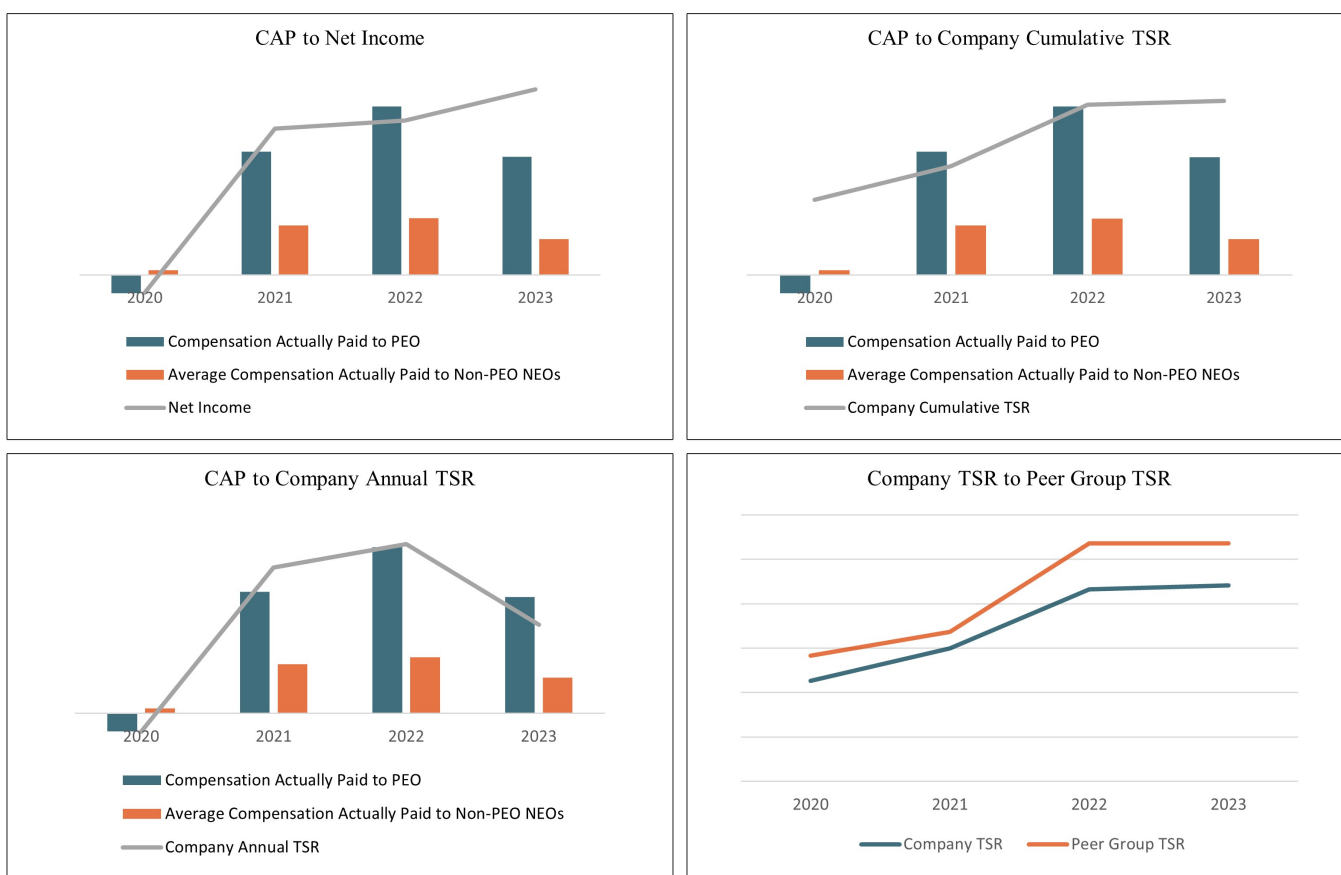 CAP to Net Income
2020 2021 2022 2023
Compensation Actually Paid to PEO
Average Compensation Actually Paid to Non-PEO NEOs
Net Income
CAP to Company Cumulative TSR
2020 2021 2022 2023
Compensation Actually Paid to PEO
Average Compensation Actually Paid to Non-PEO NEOs
Company Cumulative TSR
CAP to Company Annual TSR
2020 2021 2022 2023
Compensation Actually Paid to PEO
Average Compensation Actually Paid to Non-PEO NEOs
Company Annual TSR
Company TSR to Peer Group TSR
2020 2021 2022 2023
Company TSR Peer Group TSR